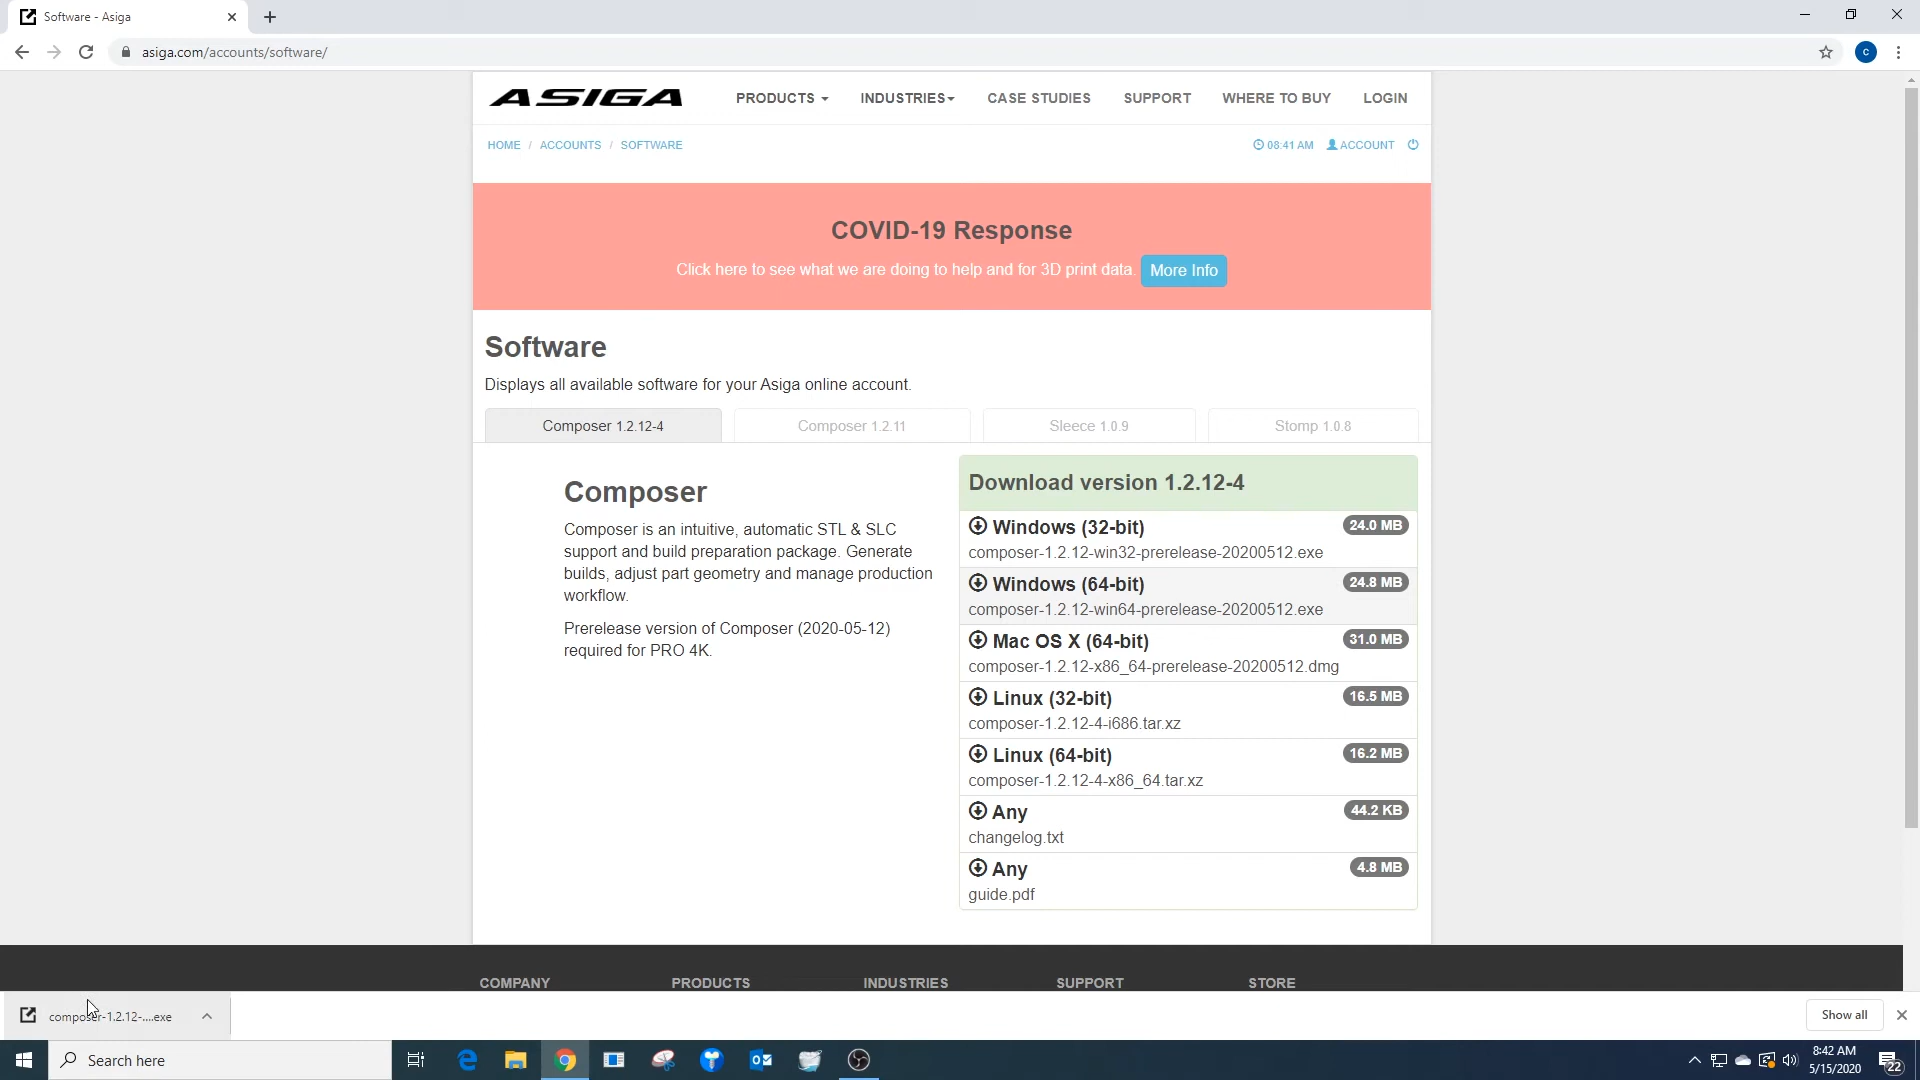 Software - Asiga
asiga.com/accounts/software/
C
ASIGA
PRODUCTS
INDUSTRIES
CASE STUDIES
SUPPORT
WHERE TO BUY
LOGIN
HOME / ACCOUNTS / SOFTWARE
08:41 AM
ACCOUNT
COVID-19 Response
Click here to see what we are doing to help and for 3D print data. More Info
Software
Displays all available software for your Asiga online account.
Composer 1.2.12-4
Composer 1.2.11
Sleece 1.0.9
Stomp 1.0.8
Composer
Composer is an intuitive, automatic STL & SLC
support and build preparation package. Generate
builds, adjust part geometry and manage production
workflow.
Prerelease version of Composer (2020-05-12)
required for PRO 4K.
Download version 1.2.12-4
Windows (32-bit) 24.0 MB
composer-1.2.12-win32-prerelease-20200512.exe
Windows (64-bit) 24.8 MB
composer-1.2.12-win64-prerelease-20200512.exe
Mac OS X (64-bit) 31.0 MB
composer-1.2.12-x86_64-prerelease-20200512.dmg
Linux (32-bit) 16.5 MB
composer-1.2.12-4-i686.tar.xz
Linux (64-bit) 16.2 MB
composer-1.2.12-4-x86_64.tar.xz
Any 44.2 KB
changelog.txt
Any 4.8 MB
guide.pdf
COMPANY
PRODUCTS
INDUSTRIES
SUPPORT
STORE
composer-1.2.12-....exe
Show all
Search here
8:42 AM
5/15/2020
22